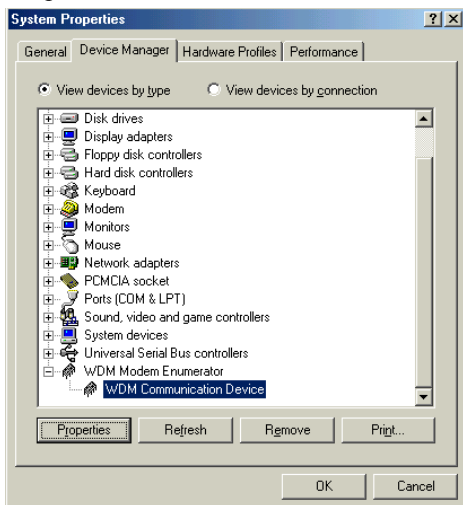 System Properties
General Device Manager Hardware Profiles Performance
View devices by type View devices by connection
Disk drives
Display adapters
Floppy disk controllers
Hard disk controllers
Keyboard
Modem
Monitors
Mouse
Network adapters
PCMCIA socket
Ports (COM & LPT)
Sound, video and game controllers
System devices
Universal Serial Bus controllers
WDM Modem Enumerator
WDM Communication Device
Properties Refresh Remove Print...
OK Cancel